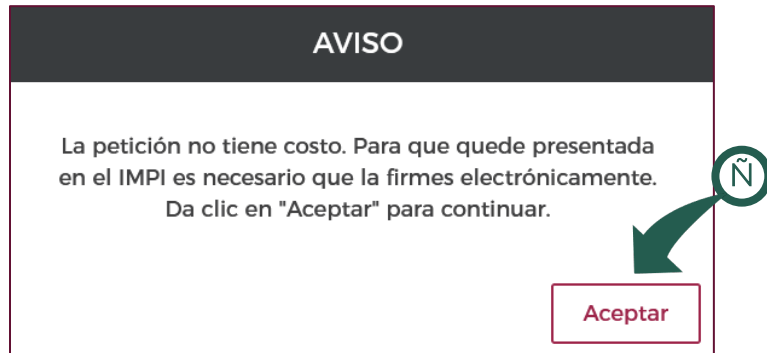 AVISO
La petición no tiene costo. Para que quede presentada
en el IMPI es necesario que la firmes electrónicamente.
Da clic en "Aceptar" para continuar.
Ñ
Aceptar